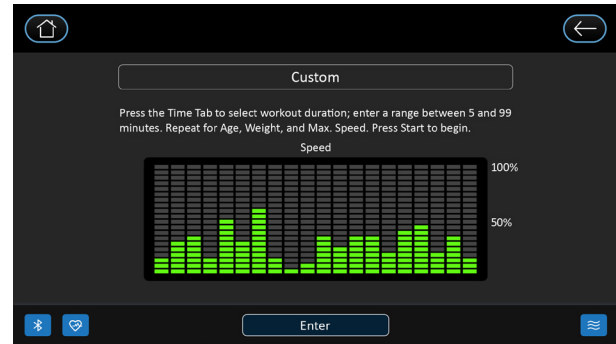 Custom
Press the Time Tab to select workout duration; enter a range between 5 and 99
minutes. Repeat for Age, Weight, and Max. Speed. Press Start to begin.
Speed
100%
50%
Enter